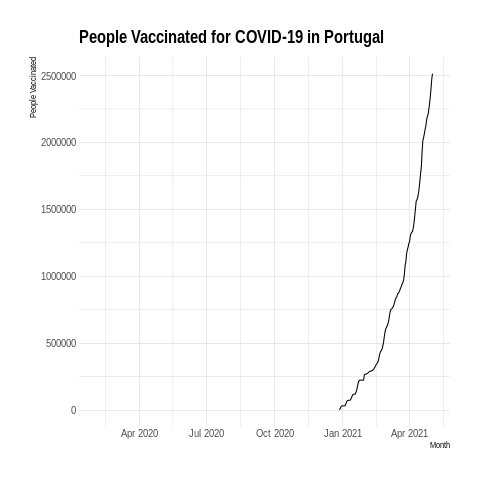 People Vaccinated for COVID-19 in Portugal
People Vaccinated
2500000
2000000
1500000
1000000
500000
0
Apr 2020 Jul 2020 Oct 2020 Jan 2021 Apr 2021
Month